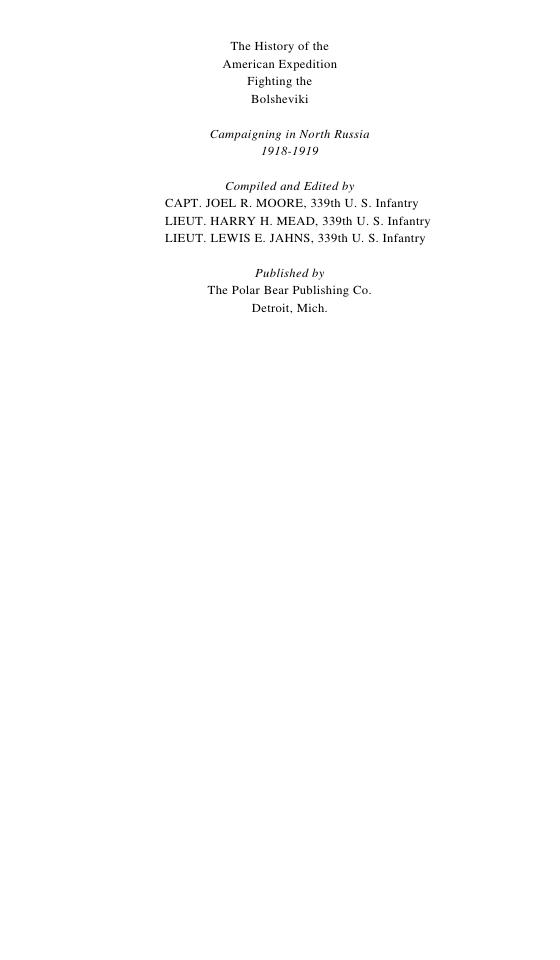 The History of the
American Expedition
Fighting the
Bolsheviki
Campaigning in North Russia
1918-1919
Compiled and Edited by
CAPT. JOEL R. MOORE, 339th U. S. Infantry
LIEUT. HARRY H. MEAD, 339th U. S. Infantry
LIEUT. LEWIS E. JAHNS, 339th U. S. Infantry
Published by
The Polar Bear Publishing Co.
Detroit, Mich.